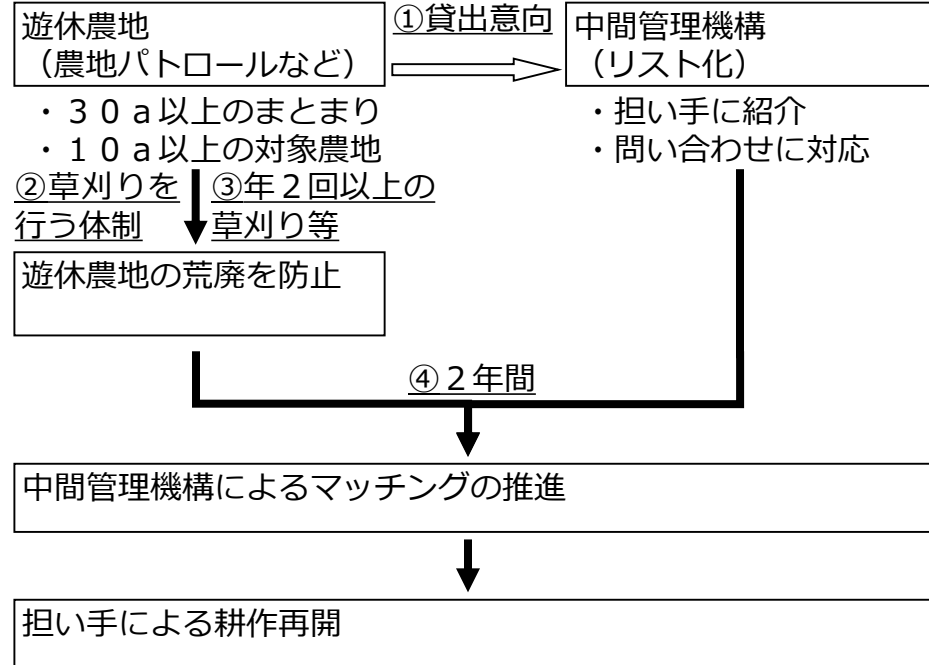 遊休農地
（農地パトロールなど）
①貸出意向
中間管理機構
（リスト化）
・３０ａ以上のまとまり
・１０ａ以上の対象農地
・担い手に紹介
・問い合わせに対応
②草刈りを
行う体制
③年２回以上の
草刈り等
遊休農地の荒廃を防止
④２年間
中間管理機構によるマッチングの推進
担い手による耕作再開